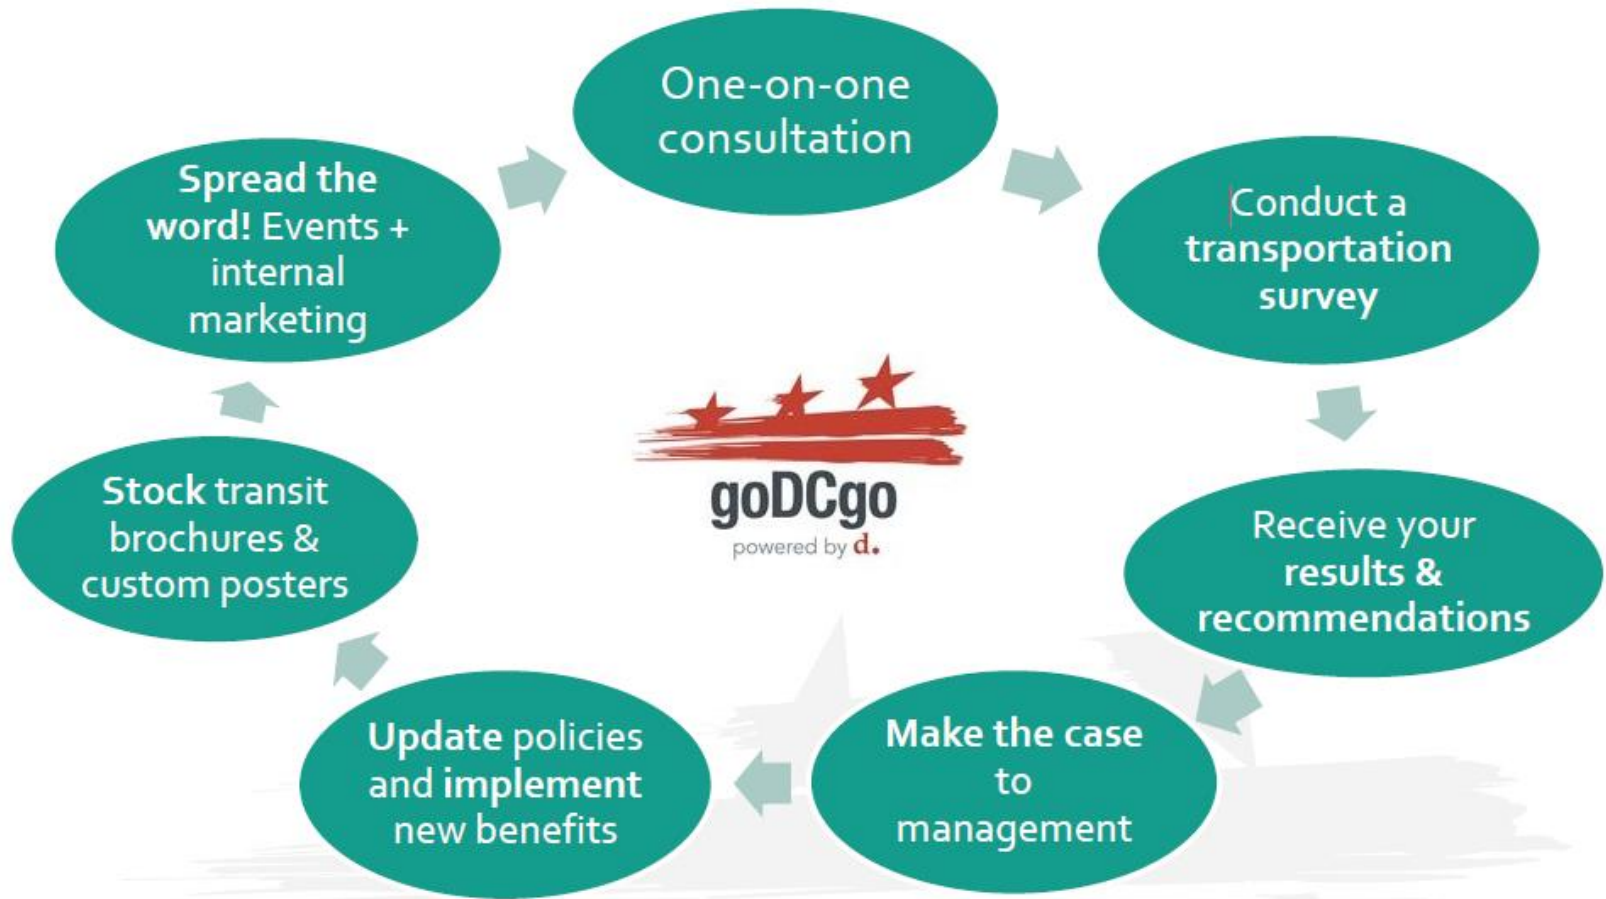 One-on-one
consultation
Conduct a
transportation
survey
Receive your
results &
recommendations
Make the case
to
management
Update policies
and implement
new benefits
Stock transit
brochures &
custom posters
Spread the
word! Events +
internal
marketing
goDCgo
powered by d.